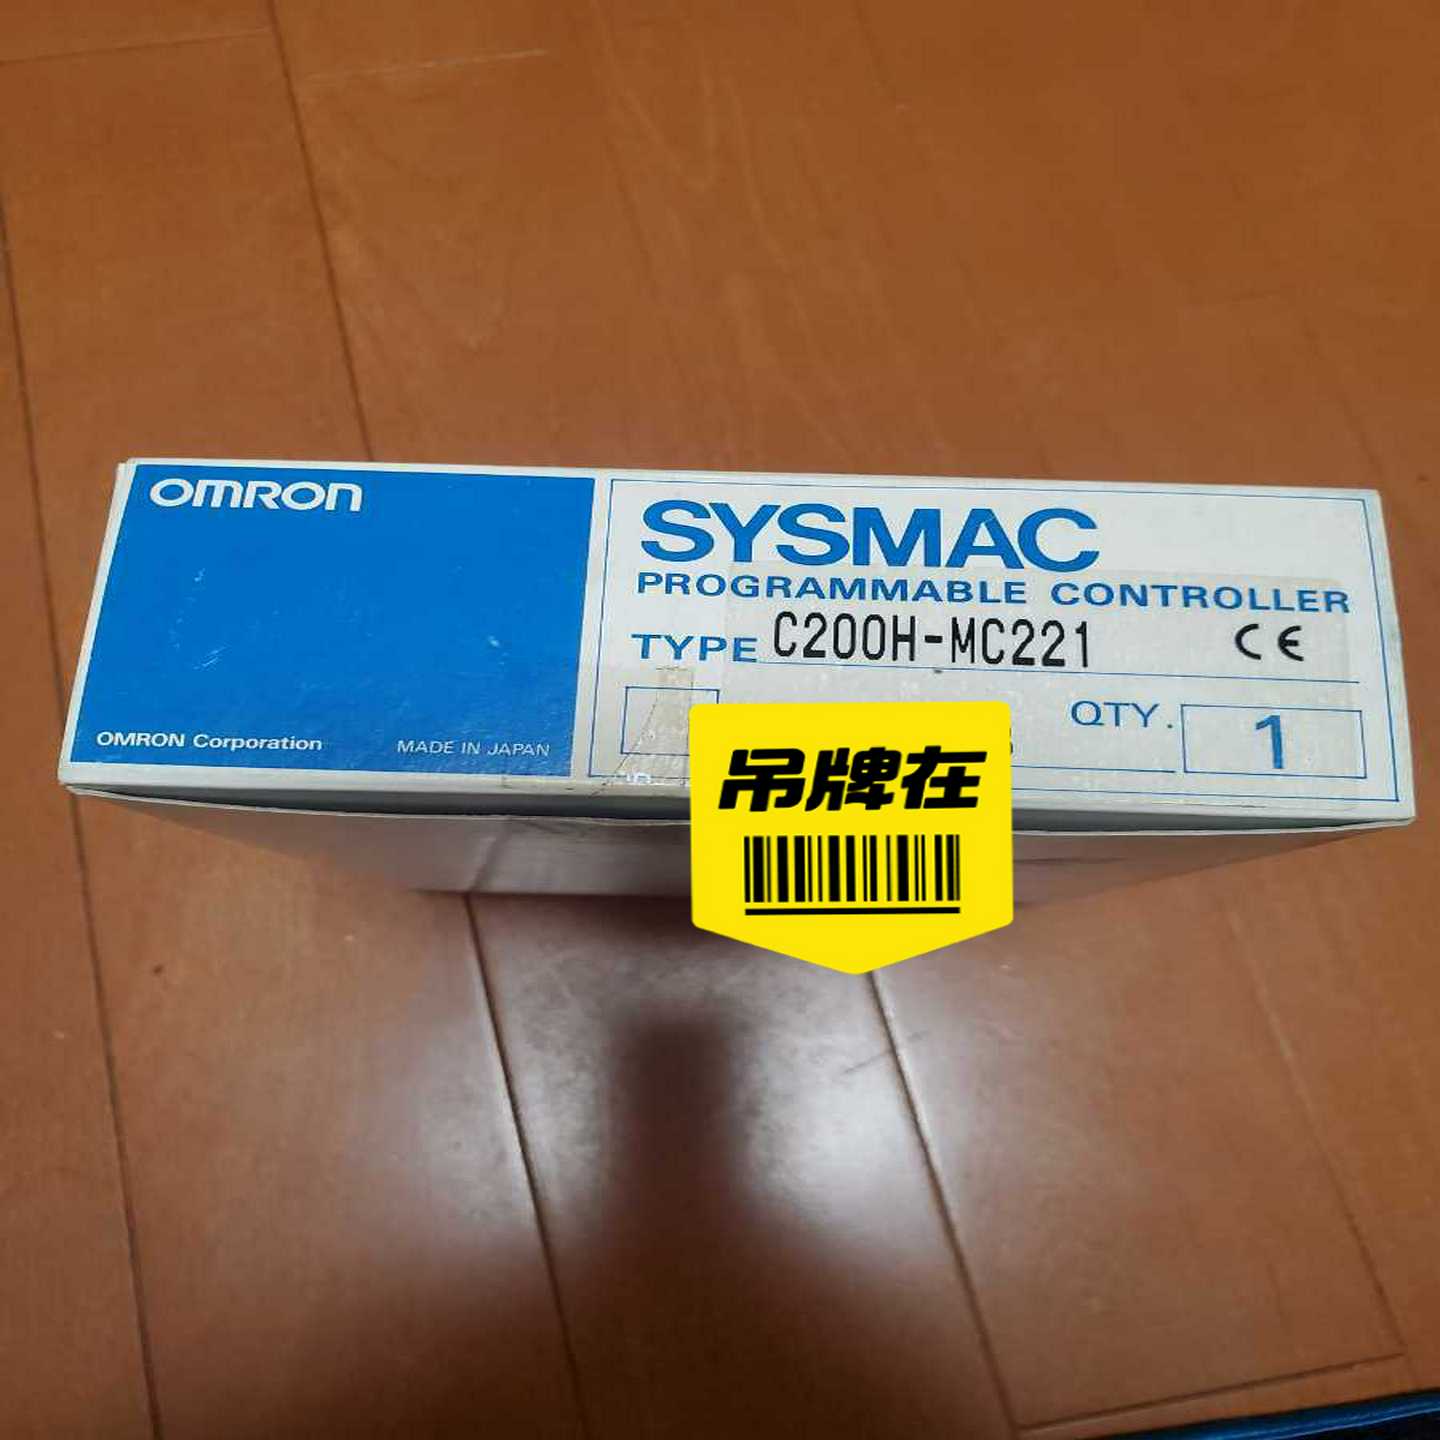 OMRON
SYSMAC
PROGRAMMABLE CONTROLLER
TYPE C200H-MC221 CE
QTY. 1
OMRON Corporation MADE IN JAPAN
吊牌在